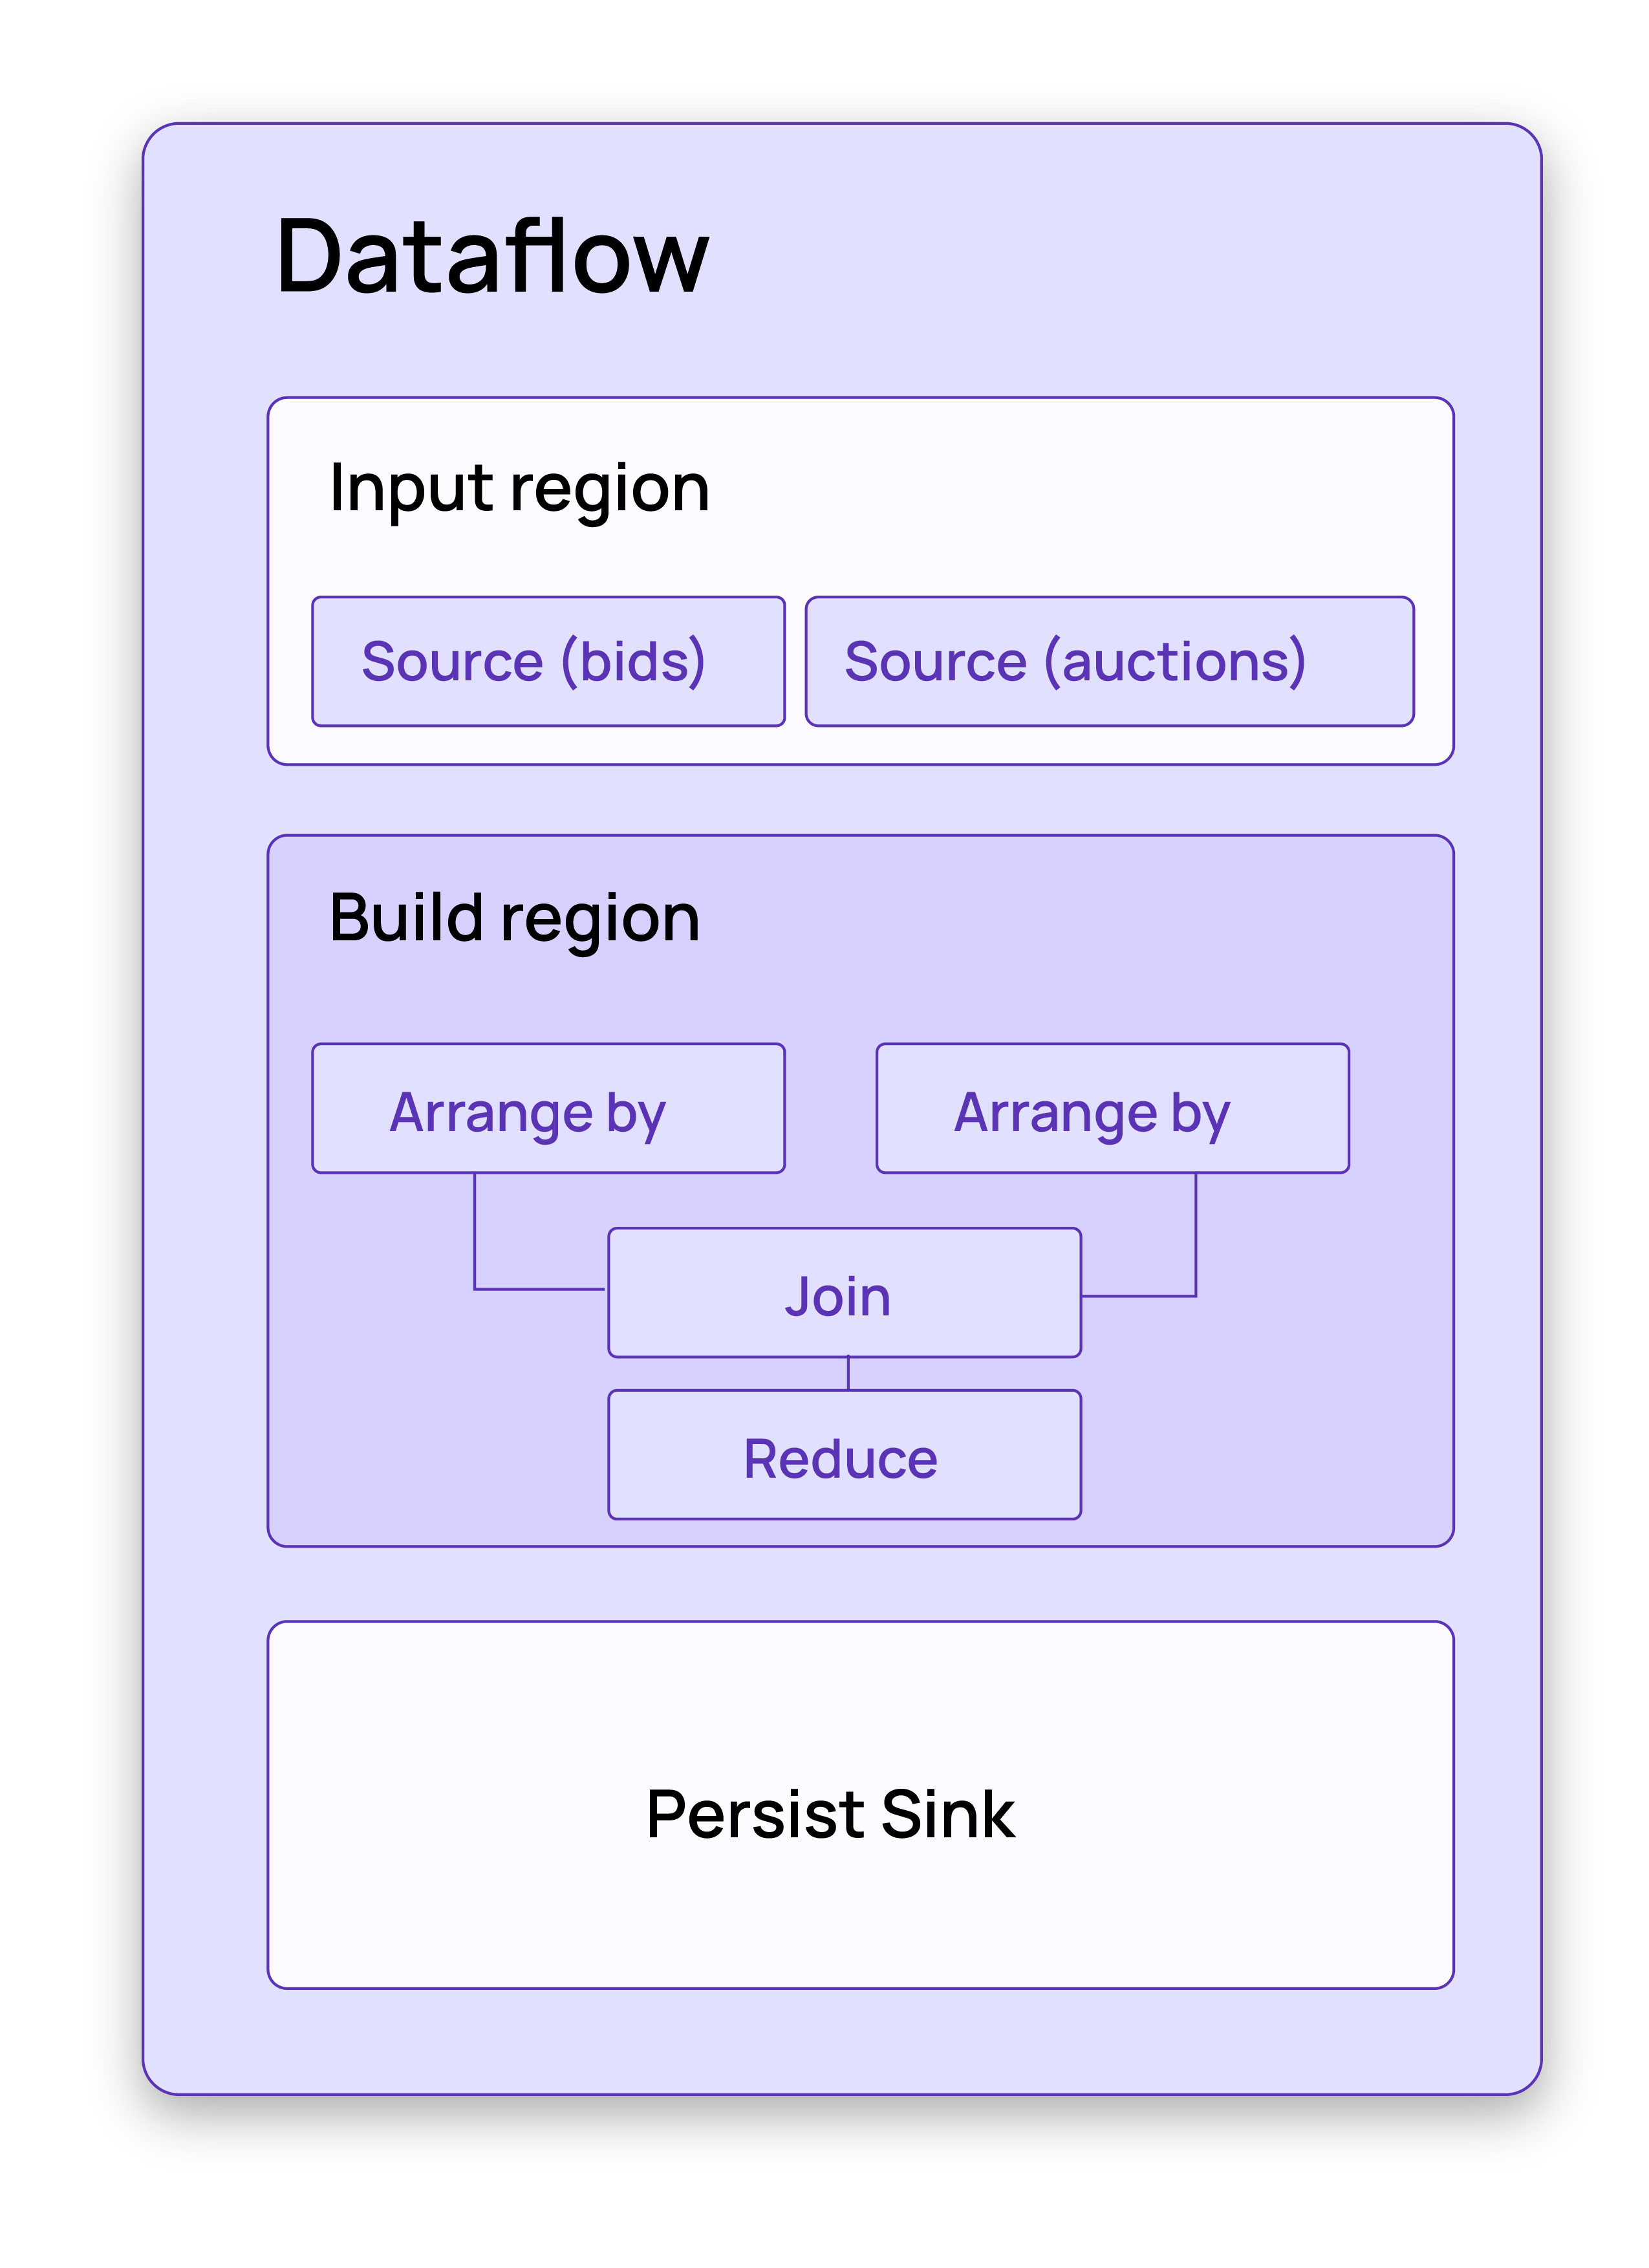 Dataflow
Input region
Source (bids)
Source (auctions)
Build region
Arrange by
Arrange by
Join
Reduce
Persist Sink